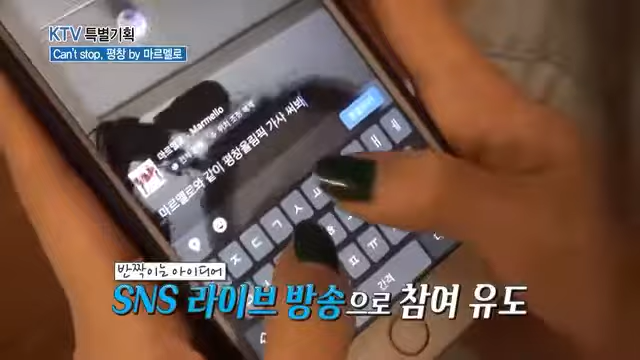 KTV 특별기획
Can't stop, 평창 by 마르멜로
마르멜로 - Marmello
마르멜로와 같이 평창올림픽 가사 써봐
ㅐ ㅔ
ㅈ ㄷ ㄱ ㅅ
ㅎ
ㅠ
ㅍ
간격
반짝이는 아이디어
SNS 라이브 방송으로 참여 유도